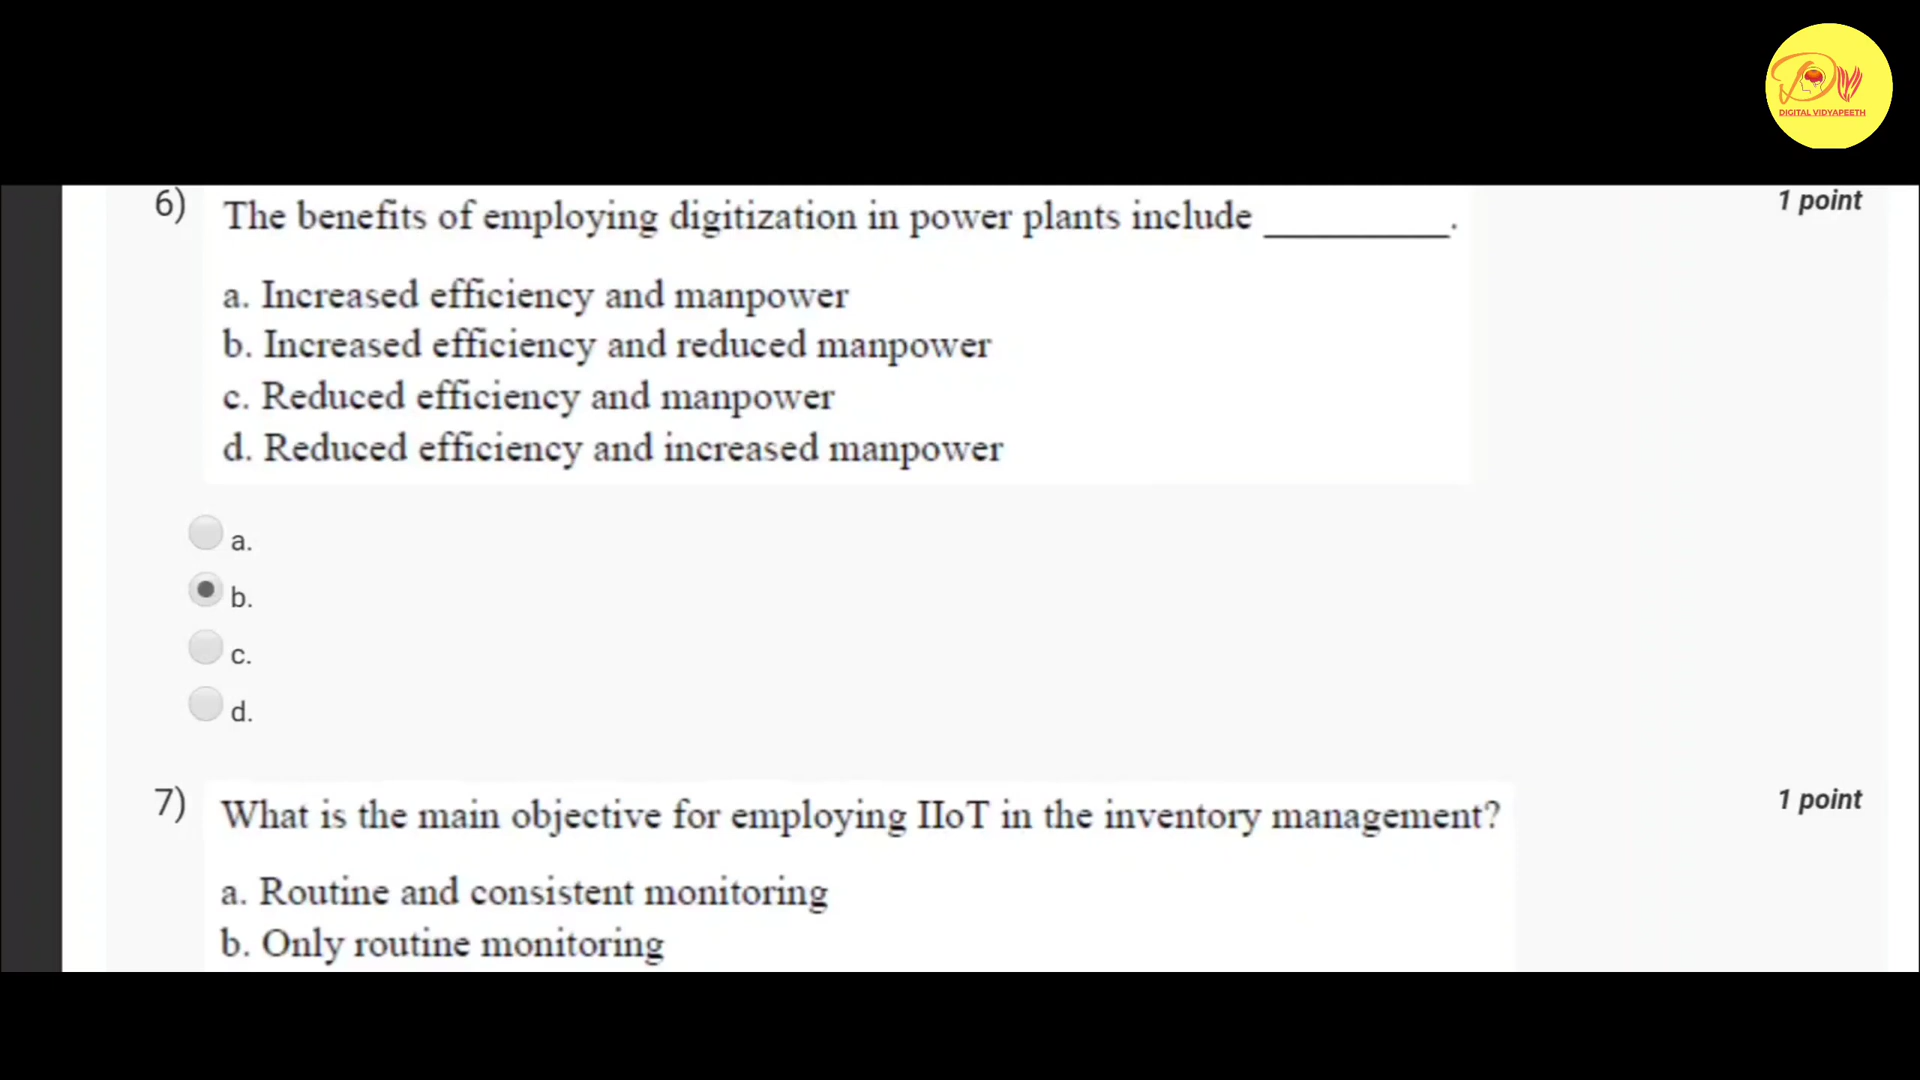 DV
DIGITAL VIDYAPEETH
6) The benefits of employing digitization in power plants include _________. 1 point
a. Increased efficiency and manpower
b. Increased efficiency and reduced manpower
c. Reduced efficiency and manpower
d. Reduced efficiency and increased manpower
a.
b.
c.
d.
7) What is the main objective for employing IIoT in the inventory management? 1 point
a. Routine and consistent monitoring
b. Only routine monitoring